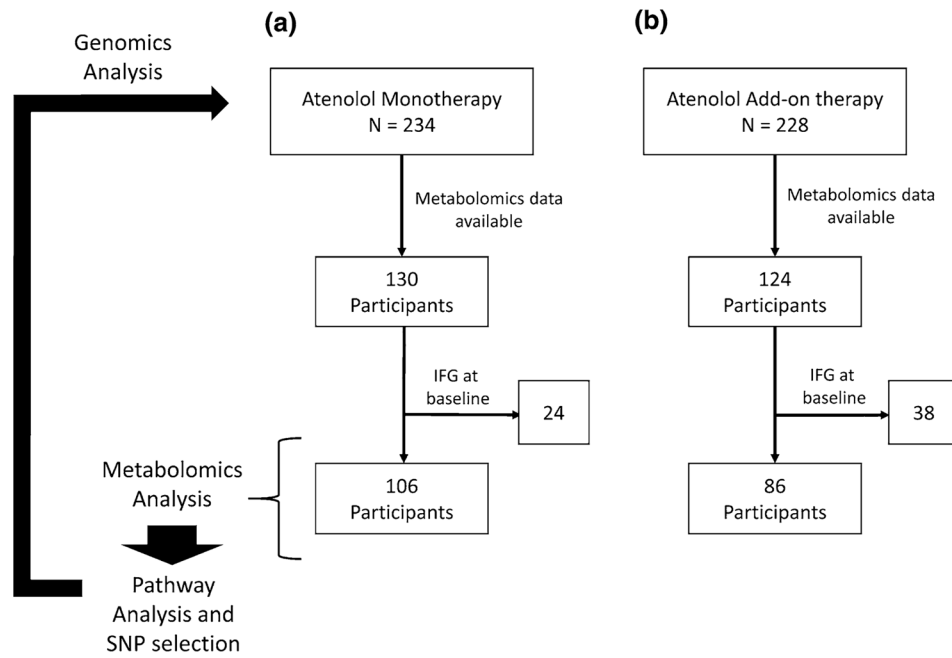 (a)
(b)
Genomics
Analysis
Atenolol Monotherapy
N = 234
Atenolol Add-on therapy
N = 228
Metabolomics data
available
Metabolomics data
available
130
Participants
124
Participants
IFG at
baseline
24
IFG at
baseline
38
Metabolomics
Analysis
106
Participants
86
Participants
Pathway
Analysis and
SNP selection